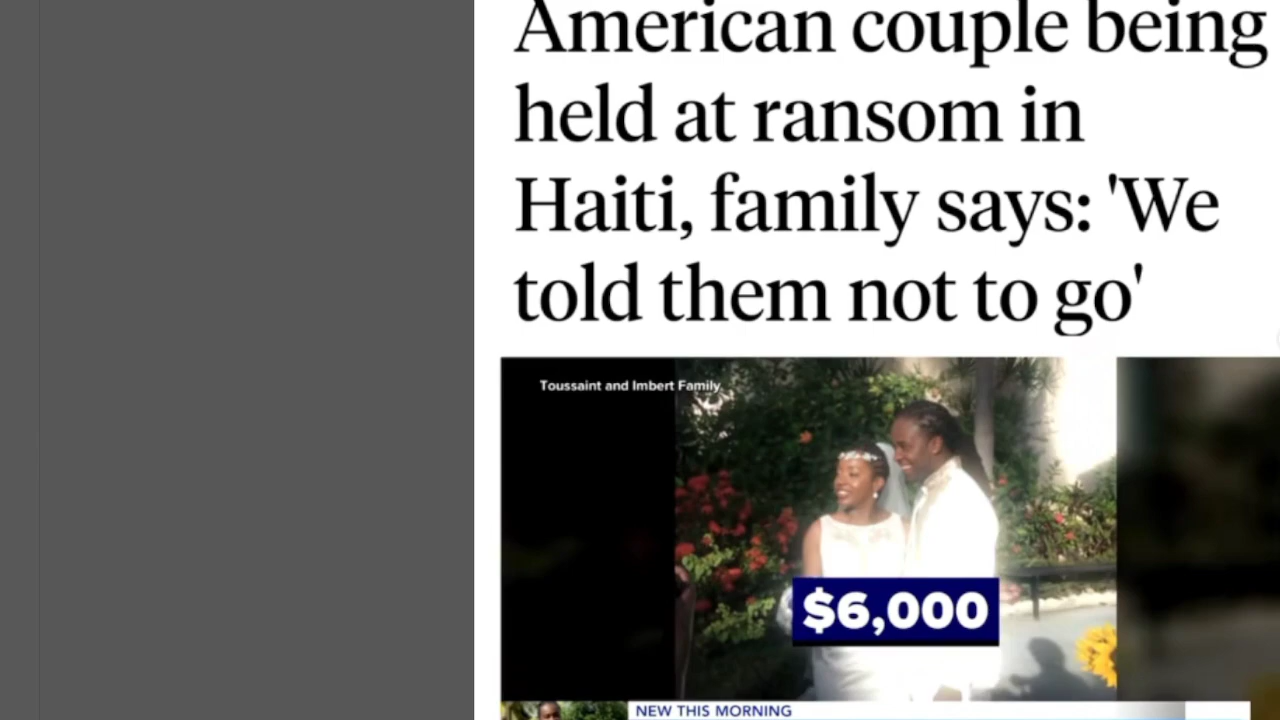 American couple being
held at ransom in
Haiti, family says: 'We
told them not to go'
Toussaint and Imbert Family
$6,000
NEW THIS MORNING